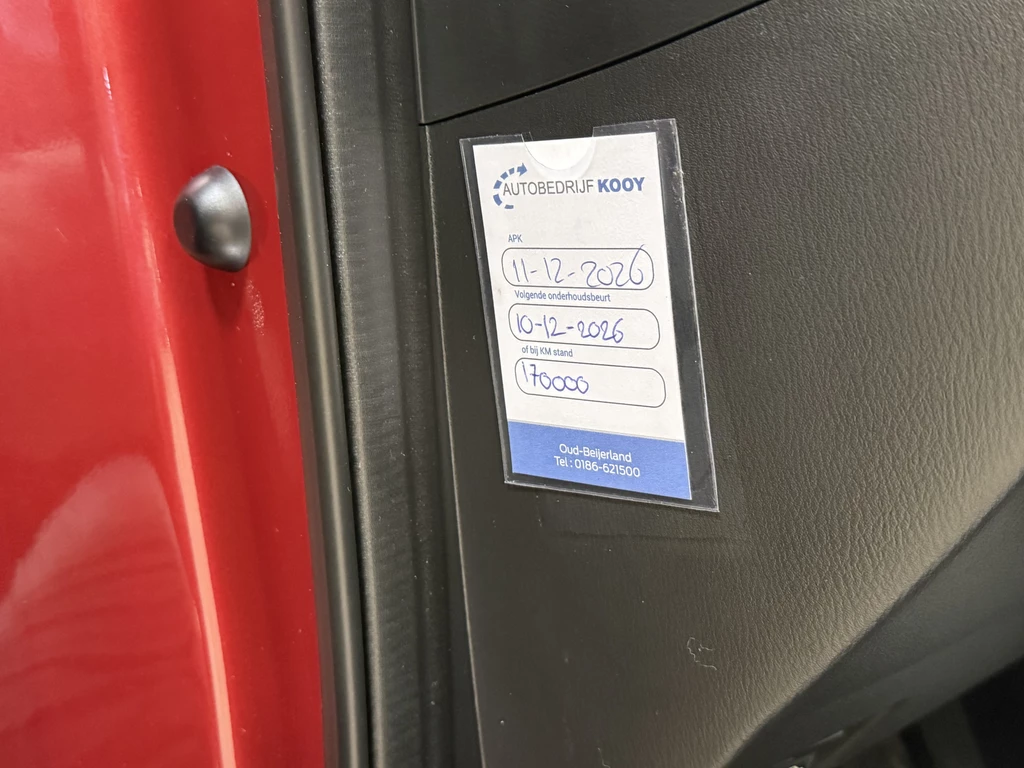 AUTOBEDRIJF KOOY
APK
11-12-2026
Volgende onderhoudsbeurt
10-12-2026
of bij KM stand
170000
Oud-Beijerland
Tel : 0186-621500